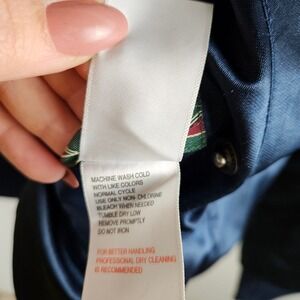 MACHINE WASH COLD
WITH LIKE COLORS
NORMAL CYCLE
USE ONLY NON-CHLORINE
BLEACH WHEN NEEDED
TUMBLE DRY LOW
REMOVE PROMPTLY
DO NOT IRON
FOR BETTER HANDLING
PROFESSIONAL DRY CLEANING
IS RECOMMENDED